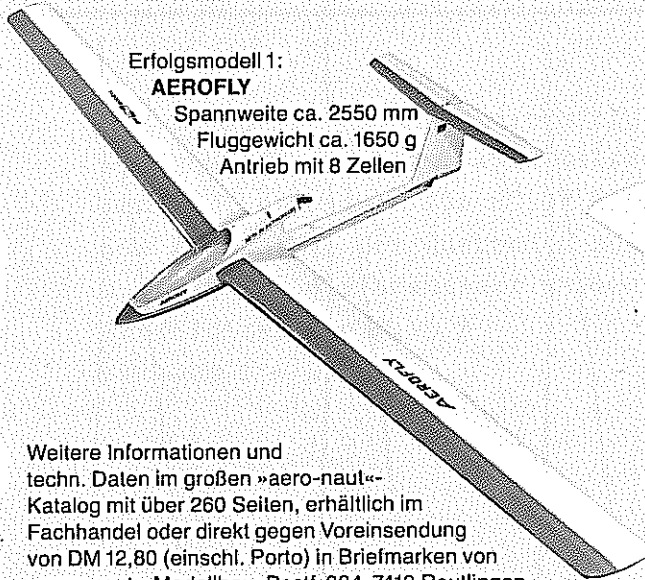 Erfolgsmodell 1:
AEROFLY
Spannweite ca. 2550 mm
Fluggewicht ca. 1650 g
Antrieb mit 8 Zellen
AEROFLY
Weitere Informationen und
techn. Daten im großen »aero-naut«-
Katalog mit über 260 Seiten, erhältlich im
Fachhandel oder direkt gegen Voreinsendung
von DM 12,80 (einschl. Porto) in Briefmarken von